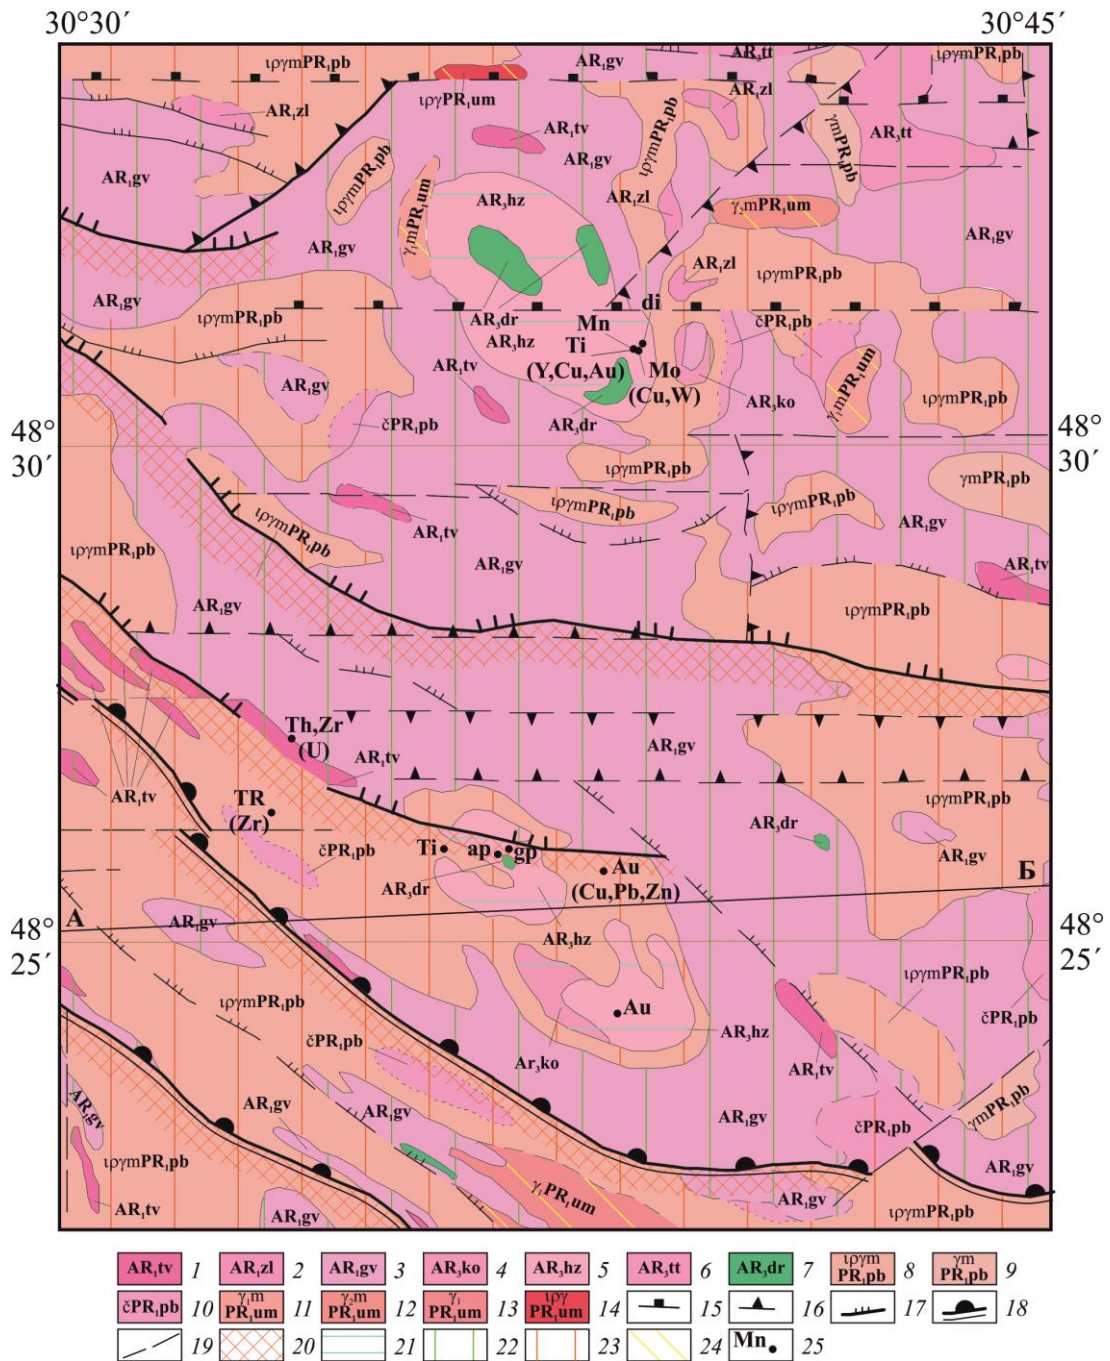 30°30´ 30°45´
ιργmPR₁pb AR₁gv AR₃tt
ιργPR₁um
AR₁zl AR₁zl
AR₁tv ιργmPR₁pb γmPR₁pb AR₃tt
AR₁gv AR₁gv
ιργmPR₁pb
AR₃hz AR₁zl γ₂mPR₁um
γ₁mPR₁um
AR₁gv AR₁gv
AR₁zl ιργmPR₁pb
AR₁gv
di
AR₃dr
ιργmPR₁pb Mn čPR₁pb
AR₃hz Ti
AR₁gv AR₁tv (Y,Cu,Au) Mo γ₁mPR₁um ιργmPR₁pb
(Cu,W) AR₃ko
48° čPR₁pb AR₃dr 48°
30´ 30´
ιργmPR₁pb γmPR₁pb
ιργmPR₁pb ιργmPR₁pb ιργmPR₁pb
AR₁tv AR₁gv
ιργmPR₁pb AR₁gv AR₁tv
AR₁gv ιργmPR₁pb
Th,Zr
(U) AR₁gv
AR₁tv
AR₁tv TR ιργmPR₁pb
(Zr) AR₃dr
čPR₁pb Ti ap gp AR₁gv
AR₃dr Au
(Cu,Pb,Zn) Б
А AR₁gv
48° AR₃hz 48°
25´ 25´
ιργmPR₁pb ιργmPR₁pb
Au čPR₁pb
čPR₁pb AR₃hz
Ar₃ko AR₁tv
AR₁gv AR₁gv AR₁gv AR₁gv γmPR₁pb
čPR₁pb
ιργmPR₁pb AR₁gv
γ₁PR₁um AR₁gv
AR₁tv AR₁gv ιργmPR₁pb
AR₁tv 1 AR₁zl 2 AR₁gv 3 AR₃ko 4 AR₃hz 5 AR₃tt 6 AR₃dr 7 ιργm PR₁pb 8 γm PR₁pb 9
čPR₁pb 10 γ₁m PR₁um 11 γ₂m PR₁um 12 γ₁ PR₁um 13 ιργ PR₁um 14 15 16 17 18
19 20 21 22 23 24 Mn 25